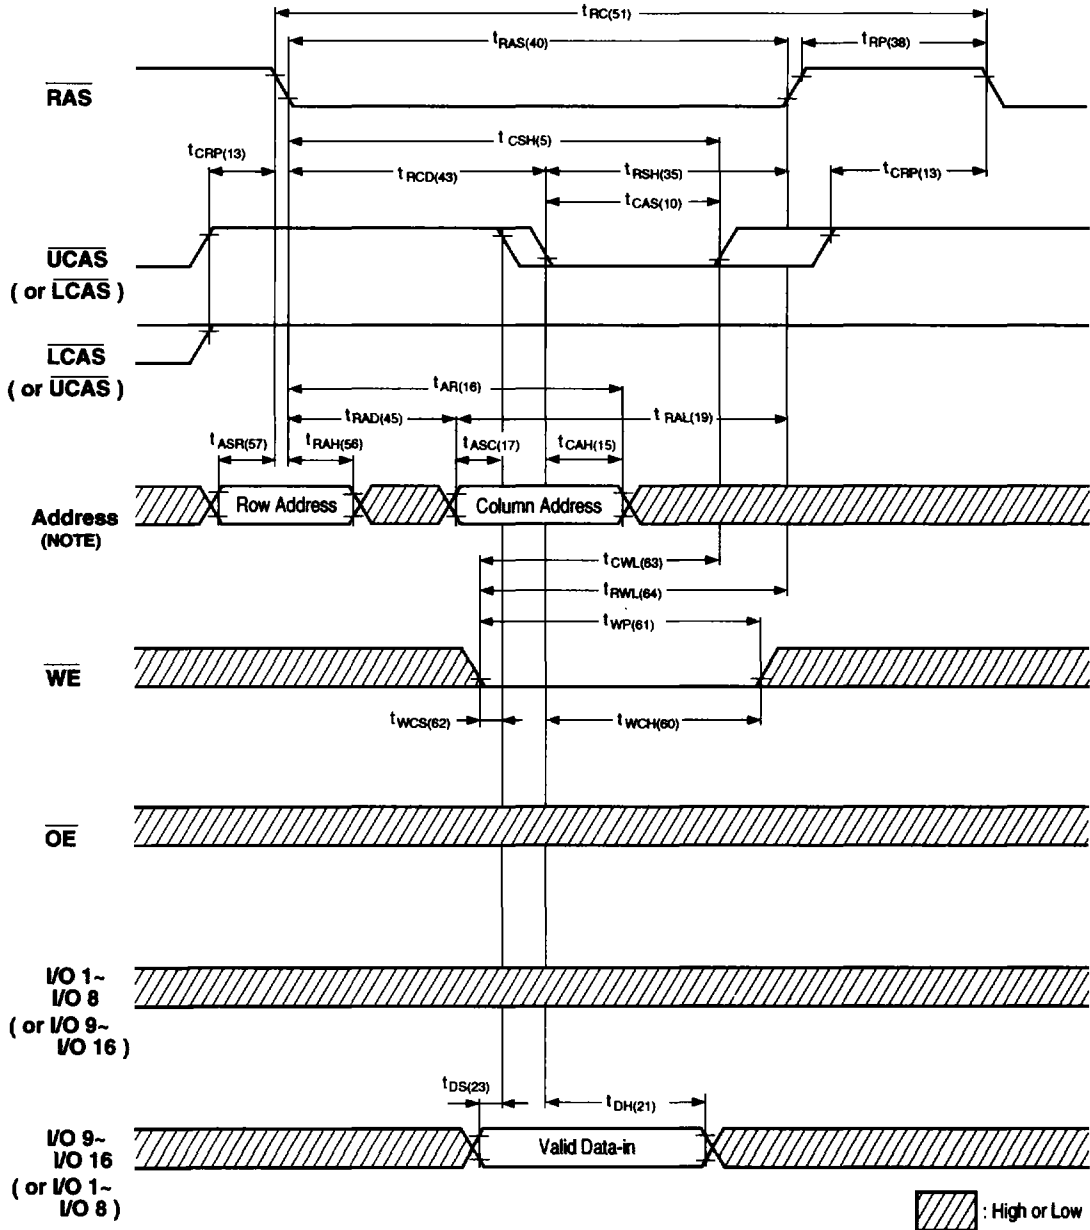 tRC(51)
tRAS(40)
tRP(38)
RAS
tCSH(5)
tCRP(13)
tRCD(43)
tRSH(35)
tCRP(13)
tCAS(10)
UCAS
( or LCAS )
LCAS
( or UCAS )
tAR(16)
tRAD(45)
tRAL(19)
tASR(57)
tRAH(56)
tASC(17)
tCAH(15)
Address
(NOTE)
Row Address
Column Address
tCWL(63)
tRWL(64)
tWP(61)
WE
tWCS(62)
tWCH(60)
OE
I/O 1~
I/O 8
( or I/O 9~
I/O 16 )
tDS(23)
tDH(21)
I/O 9~
I/O 16
( or I/O 1~
I/O 8 )
Valid Data-in
: High or Low